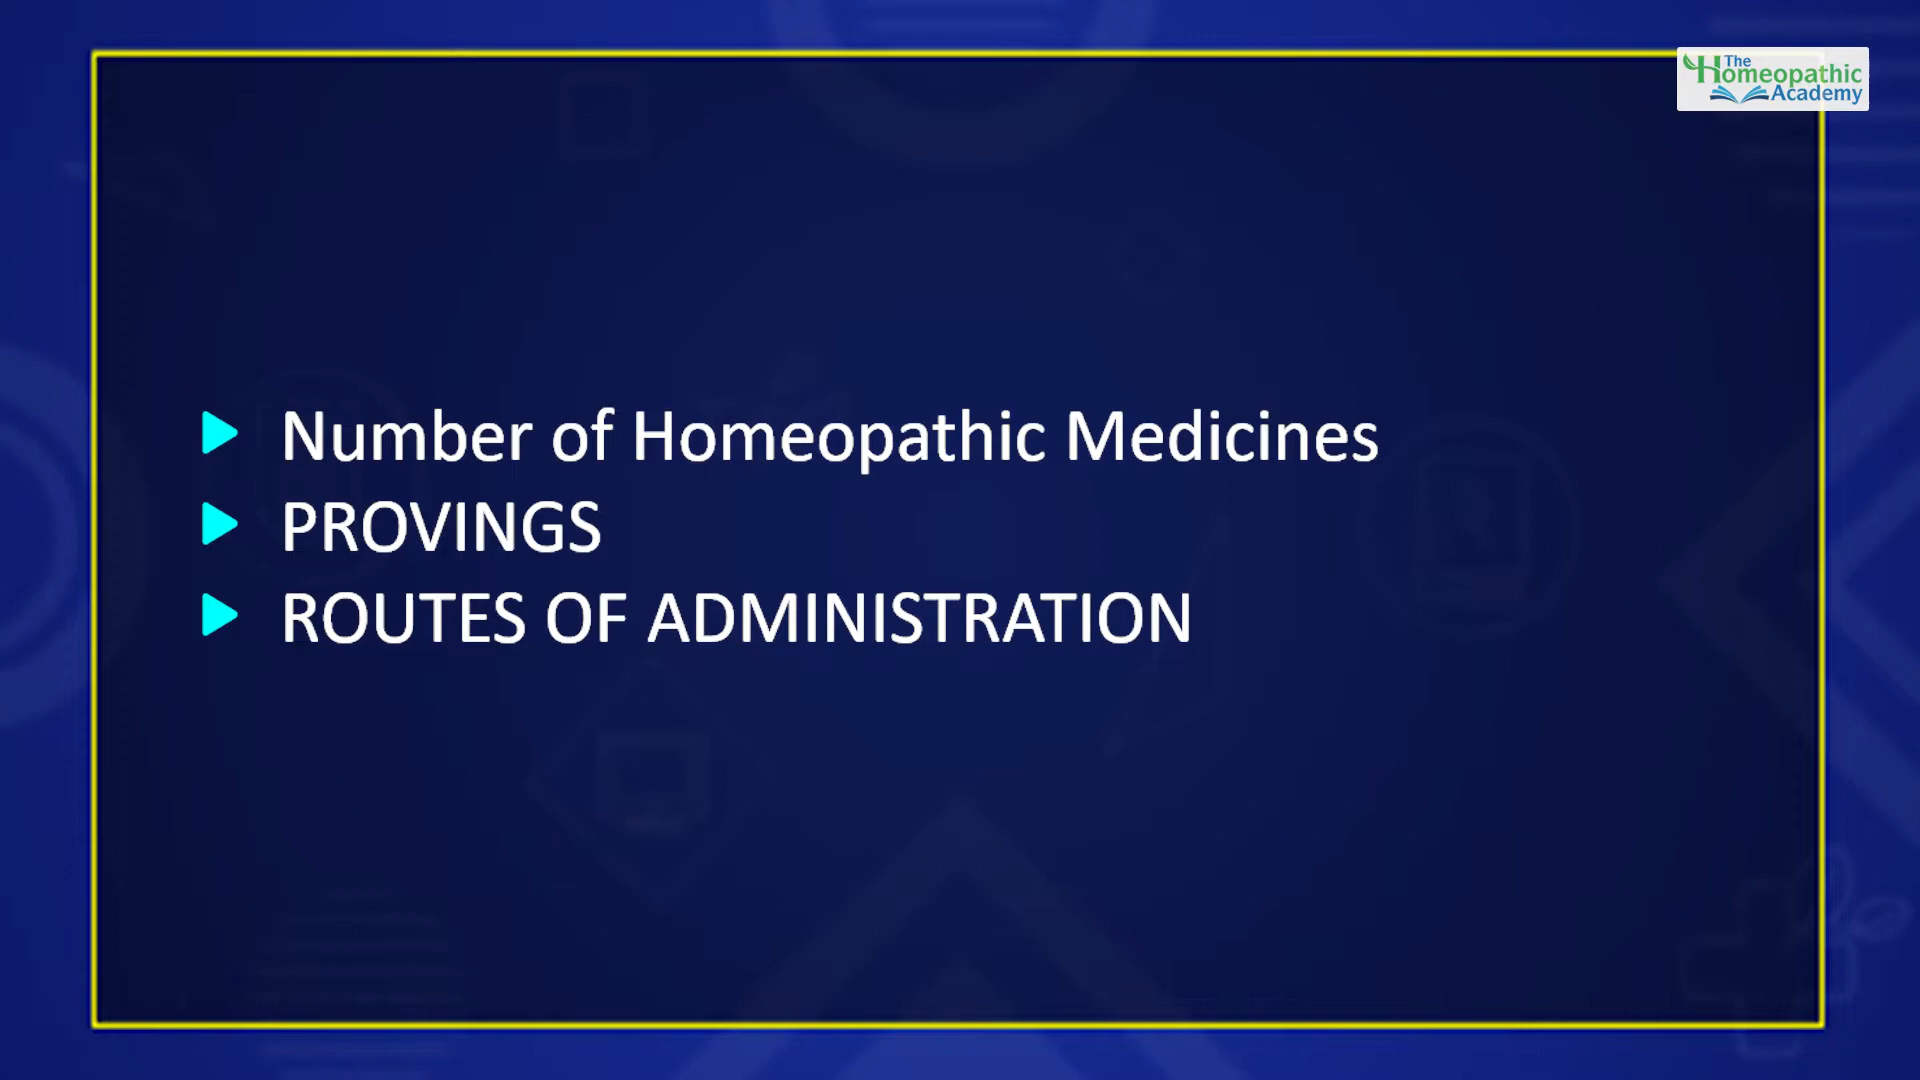 The
Homeopathic
Academy
Number of Homeopathic Medicines
PROVINGS
ROUTES OF ADMINISTRATION